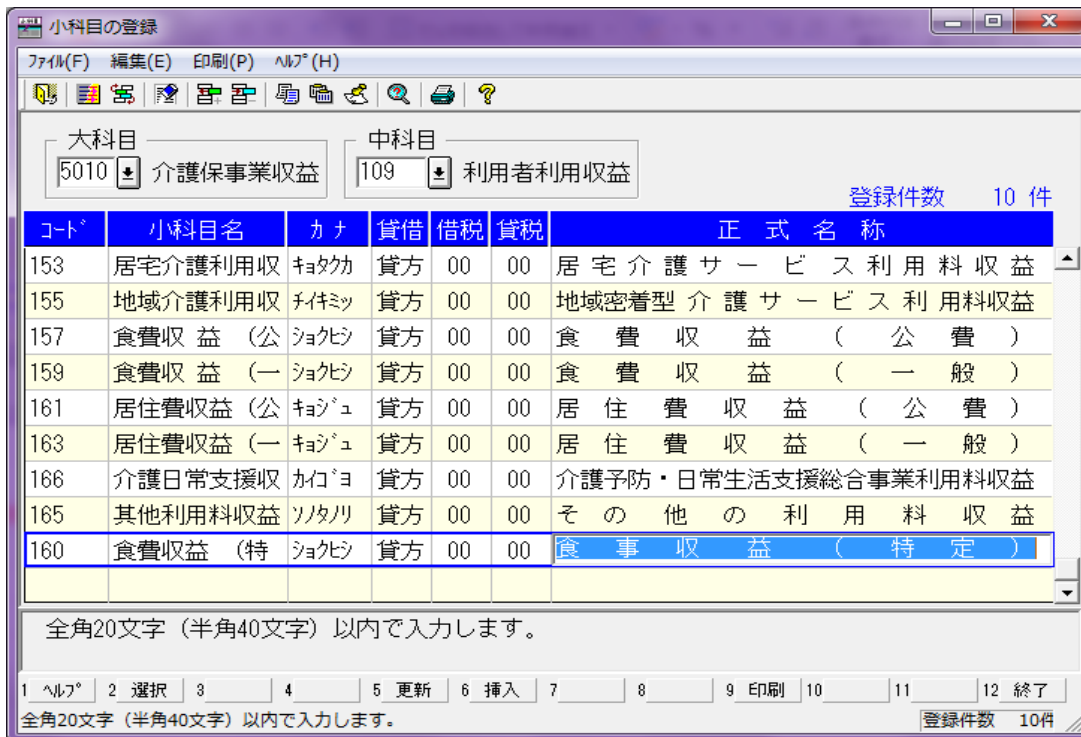 小科目の登録
ﾌｧｲﾙ(F) 編集(E) 印刷(P) ﾍﾙﾌﾟ(H)
大科目 中科目
5010 介護保事業収益 109 利用者利用収益
登録件数 10 件
ｺｰﾄﾞ 小科目名 カナ 貸借 借税 貸税 正式名称
153 居宅介護利用収 ｷｮﾀｸｶ 貸方 00 00 居宅介護サービス利用料収益
155 地域介護利用収 ﾁｲｷﾐｯ 貸方 00 00 地域密着型介護サービス利用料収益
157 食費収 益 (公 ｼｮｸﾋｼ 貸方 00 00 食費収益(公費)
159 食費収 益 (一 ｼｮｸﾋｼ 貸方 00 00 食費収益(一般)
161 居住費収益 (公 ｷｮｼﾞｭ 貸方 00 00 居住費収益(公費)
163 居住費収益 (一 ｷｮｼﾞｭ 貸方 00 00 居住費収益(一般)
166 介護日常支援収 ｶｲｺﾞﾖ 貸方 00 00 介護予防・日常生活支援総合事業利用料収益
165 其他利用料収益 ｿﾉﾀﾉﾘ 貸方 00 00 その他の利用料収益
160 食費収益 (特 ｼｮｸﾋｼ 貸方 00 00 食事収益(特定)
全角20文字(半角40文字)以内で入力します。
1 ﾍﾙﾌﾟ 2 選択 3 4 5 更新 6 挿入 7 8 9 印刷 10 11 12 終了
全角20文字(半角40文字)以内で入力します。 登録件数 10件